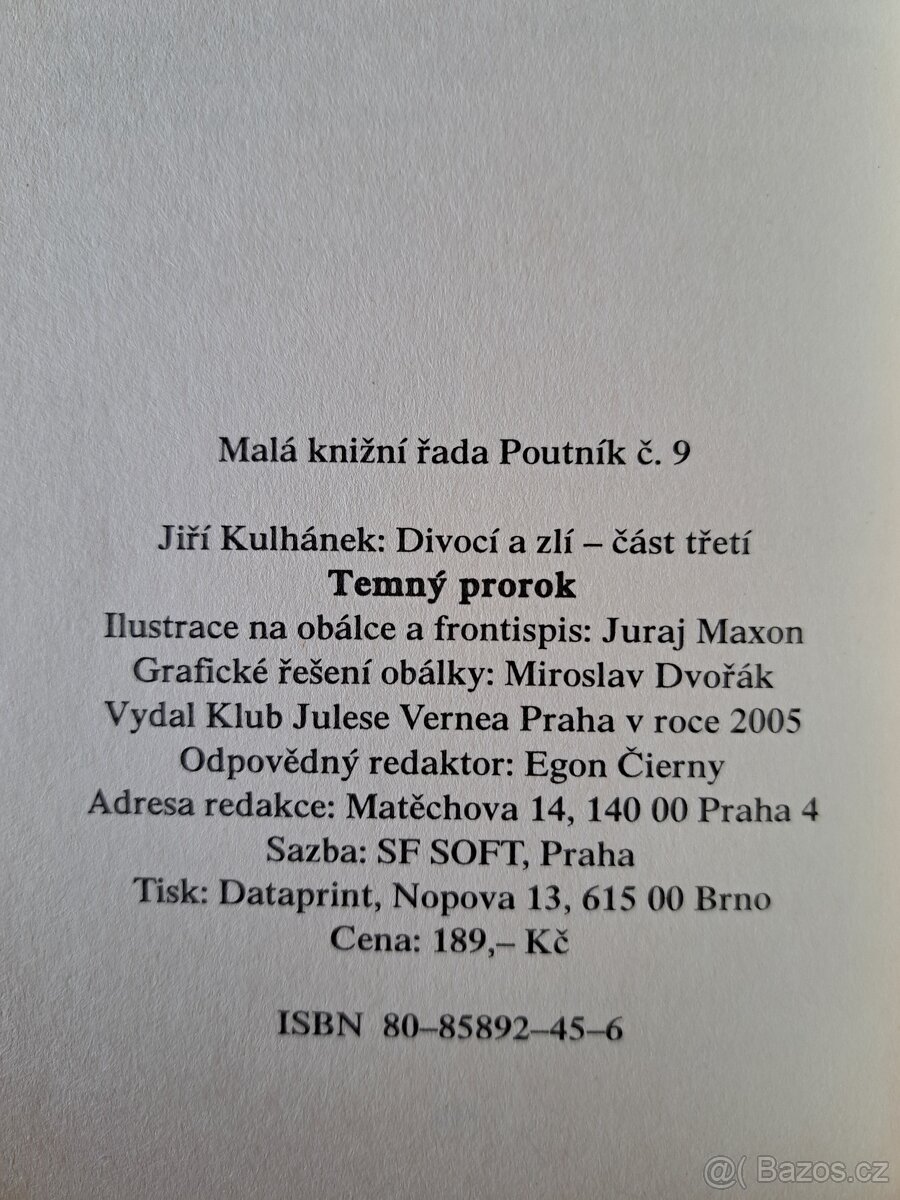 Malá knižní řada Poutník č. 9
Jiří Kulhánek: Divocí a zlí – část třetí
Temný prorok
Ilustrace na obálce a frontispis: Juraj Maxon
Grafické řešení obálky: Miroslav Dvořák
Vydal Klub Julese Vernea Praha v roce 2005
Odpovědný redaktor: Egon Čierny
Adresa redakce: Matěchova 14, 140 00 Praha 4
Sazba: SF SOFT, Praha
Tisk: Dataprint, Nopova 13, 615 00 Brno
Cena: 189,– Kč
ISBN 80–85892–45–6
@( Bazos.cz